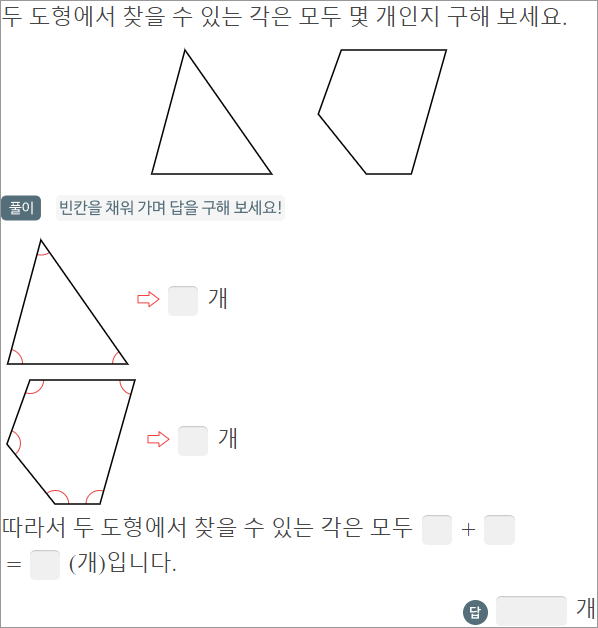 두 도형에서 찾을 수 있는 각은 모두 몇 개인지 구해 보세요.
풀이 빈칸을 채워 가며 답을 구해 보세요!
⇨ 개
⇨ 개
따라서 두 도형에서 찾을 수 있는 각은 모두 +
= (개)입니다.
답 개